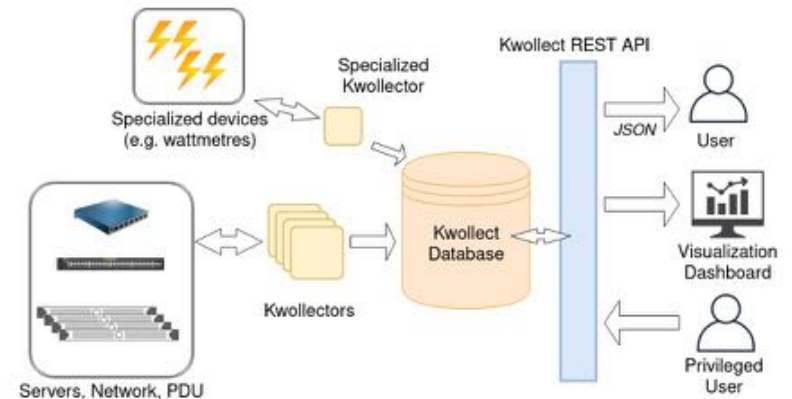 Kwollect REST API
Specialized
Kwollector
Specialized devices
(e.g. wattmetres)
JSON
User
Kwollect
Database
Visualization
Dashboard
Kwollectors
Privileged
User
Servers, Network, PDU